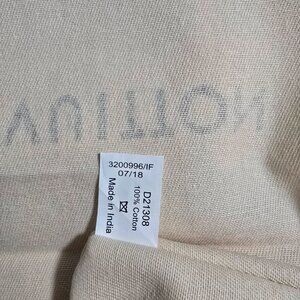 VUITTON
3200996/IF
07/18
D21308
100% Cotton
Made in India